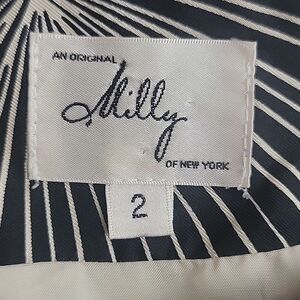 AN ORIGINAL
Milly
OF NEW YORK
2